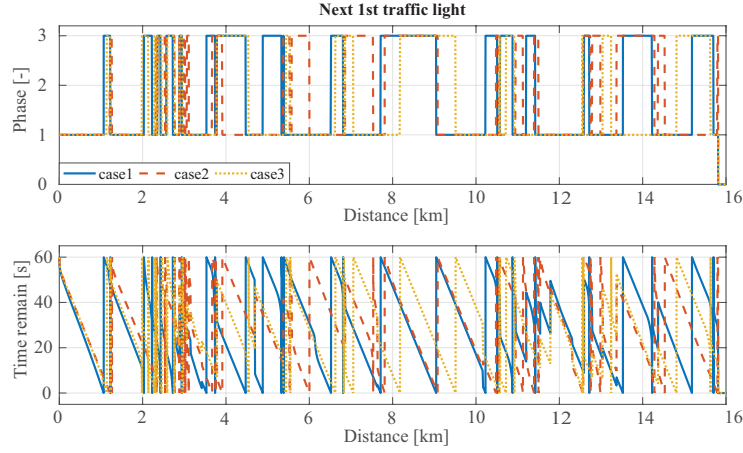 Next 1st traffic light
Phase [-]
3
2
1
0
case1 case2 case3
0 2 4 6 8 10 12 14 16
Distance [km]
Time remain [s]
60
40
20
0
0 2 4 6 8 10 12 14 16
Distance [km]